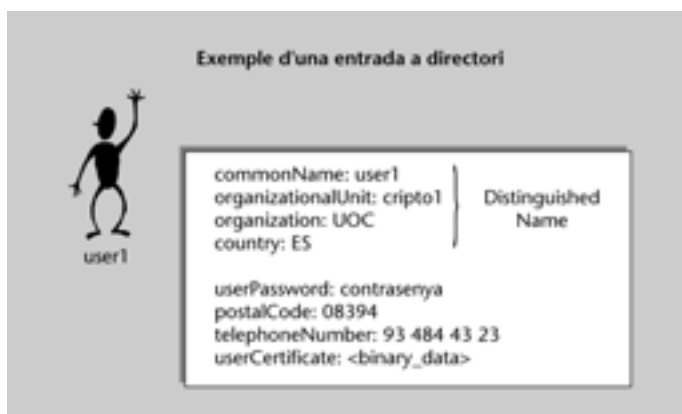 Exemple d'una entrada a directori
user1
commonName: user1
organizationalUnit: cripto1
organization: UOC
country: ES
Distinguished
Name
userPassword: contrasenya
postalCode: 08394
telephoneNumber: 93 484 43 23
userCertificate: <binary_data>